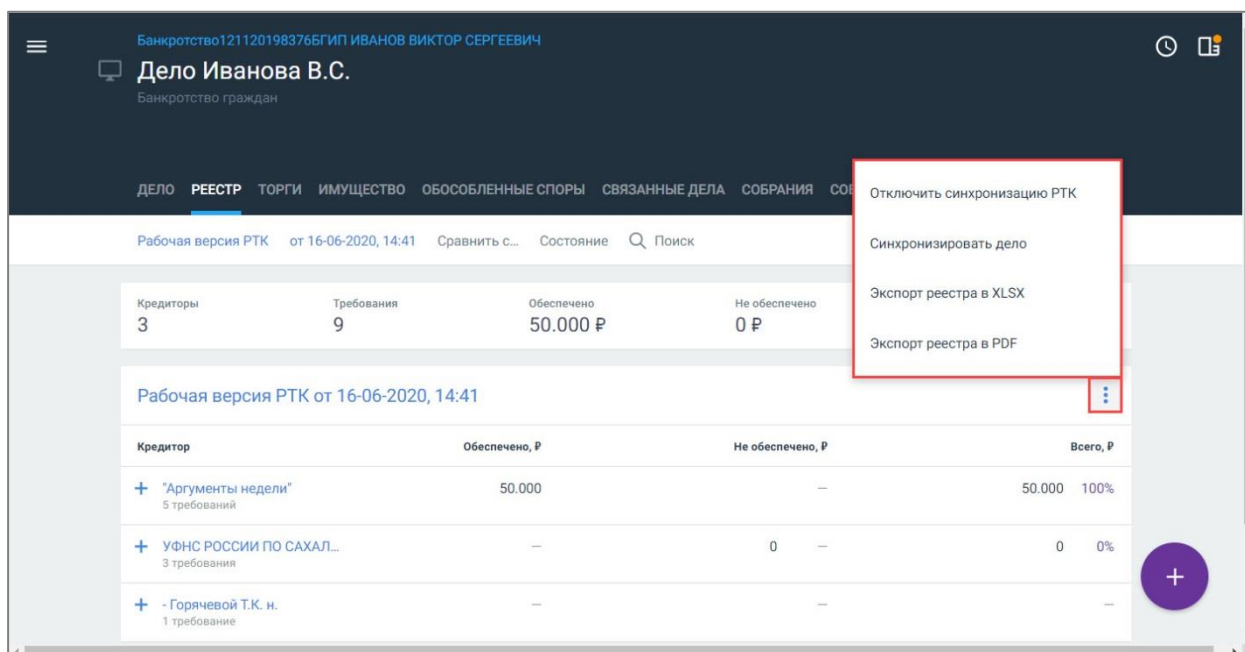 Банкротство121120198376БГИП ИВАНОВ ВИКТОР СЕРГЕЕВИЧ
Дело Иванова В.С.
Банкротство граждан
ДЕЛО РЕЕСТР ТОРГИ ИМУЩЕСТВО ОБОСОБЛЕННЫЕ СПОРЫ СВЯЗАННЫЕ ДЕЛА СОБРАНИЯ
Отключить синхронизацию РТК
Синхронизировать дело
Экспорт реестра в XLSX
Экспорт реестра в PDF
Рабочая версия РТК от 16-06-2020, 14:41 Сравнить с... Состояние Поиск
Кредиторы Требования Обеспечено Не обеспечено
3 9 50.000 ₽ 0 ₽
Рабочая версия РТК от 16-06-2020, 14:41
Кредитор Обеспечено, ₽ Не обеспечено, ₽ Всего, ₽
+ "Аргументы недели" 50.000 — 50.000 100%
5 требований
+ УФНС РОССИИ ПО САХАЛ... — 0 — 0 0%
3 требования
+ - Горячевой Т.К. н. — — —
1 требование